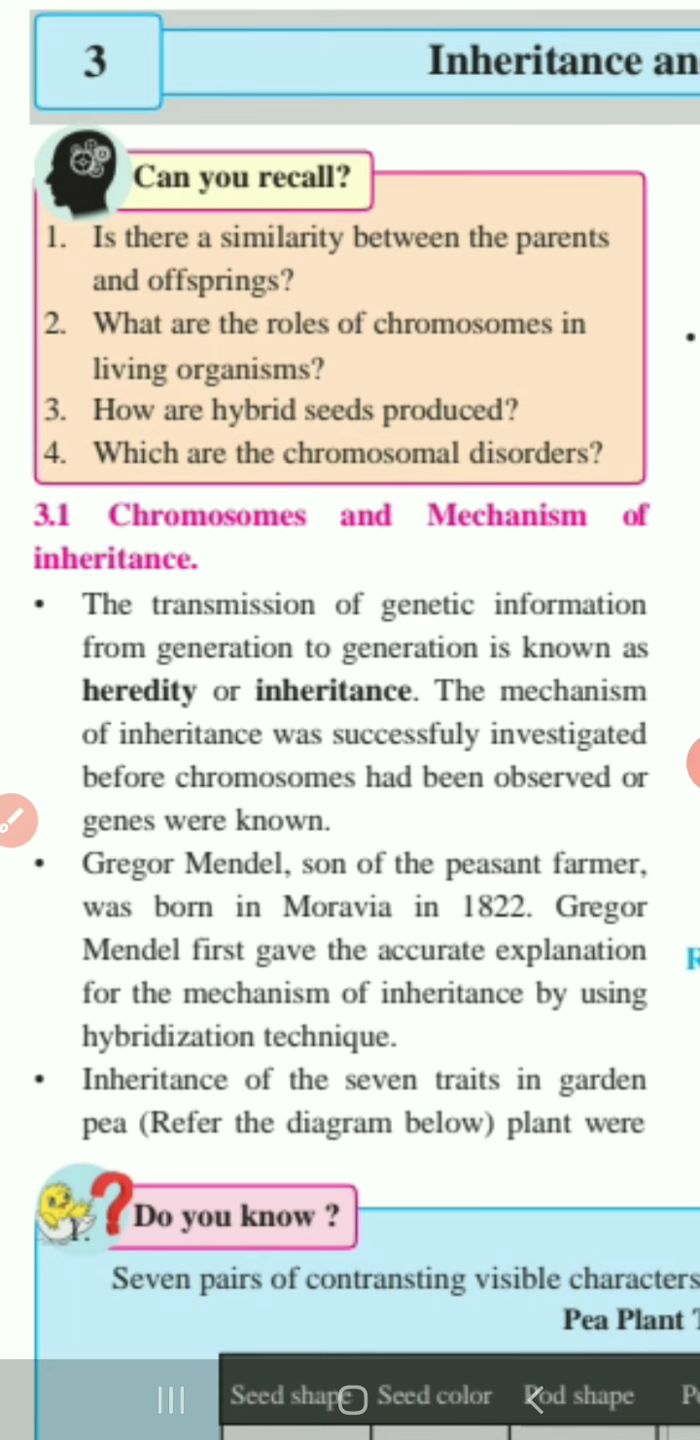 3
Inheritance an
Can you recall?
1. Is there a similarity between the parents
and offsprings?
2. What are the roles of chromosomes in
living organisms?
3. How are hybrid seeds produced?
4. Which are the chromosomal disorders?
3.1 Chromosomes and Mechanism of
inheritance.
• The transmission of genetic information
from generation to generation is known as
heredity or inheritance. The mechanism
of inheritance was successfuly investigated
before chromosomes had been observed or
genes were known.
• Gregor Mendel, son of the peasant farmer,
was born in Moravia in 1822. Gregor
Mendel first gave the accurate explanation
for the mechanism of inheritance by using
hybridization technique.
• Inheritance of the seven traits in garden
pea (Refer the diagram below) plant were
Do you know ?
Seven pairs of contransting visible characters
Pea Plant
Seed shape Seed color Pod shape